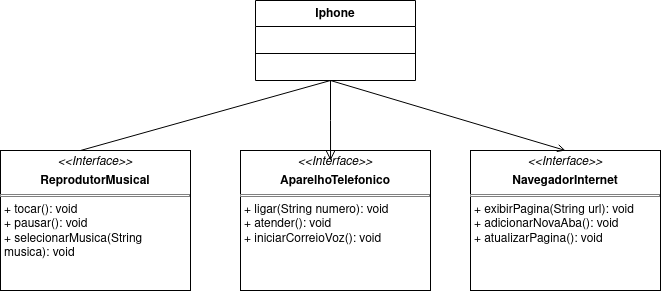 Iphone
<<Interface>>
ReprodutorMusical
+ tocar(): void
+ pausar(): void
+ selecionarMusica(String
musica): void
<<Interface>>
AparelhoTelefonico
+ ligar(String numero): void
+ atender(): void
+ iniciarCorreioVoz(): void
<<Interface>>
NavegadorInternet
+ exibirPagina(String url): void
+ adicionarNovaAba(): void
+ atualizarPagina(): void